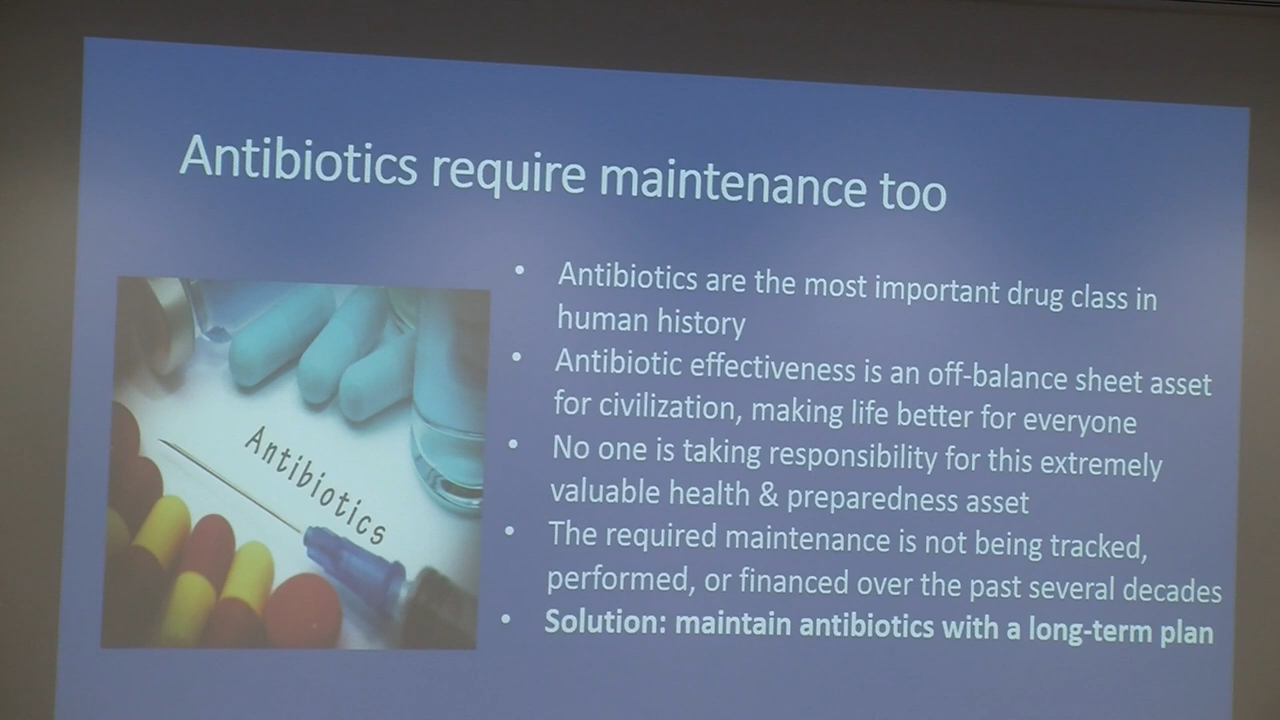 Antibiotics require maintenance too
• Antibiotics are the most important drug class in
human history
• Antibiotic effectiveness is an off-balance sheet asset
for civilization, making life better for everyone
• No one is taking responsibility for this extremely
valuable health & preparedness asset
• The required maintenance is not being tracked,
performed, or financed over the past several decades
• Solution: maintain antibiotics with a long-term plan
Antibiotics